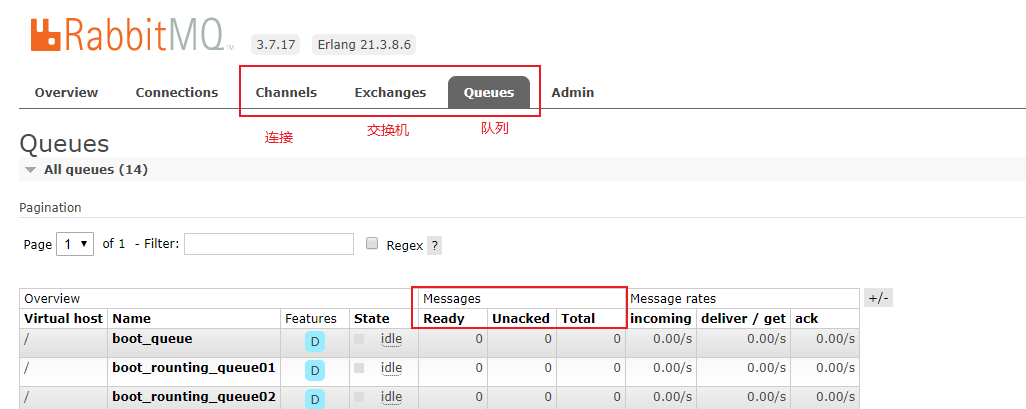 RabbitMQ TM 3.7.17 Erlang 21.3.8.6
Overview Connections Channels Exchanges Queues Admin
连接 交换机 队列
Queues
All queues (14)
Pagination
Page 1 of 1 - Filter: Regex ?
Overview Messages Message rates +/-
Virtual host Name Features State Ready Unacked Total incoming deliver / get ack
/ boot_queue D idle 0 0 0 0.00/s 0.00/s 0.00/s
/ boot_rounting_queue01 D idle 0 0 0 0.00/s 0.00/s 0.00/s
/ boot_rounting_queue02 D idle 0 0 0 0.00/s 0.00/s 0.00/s